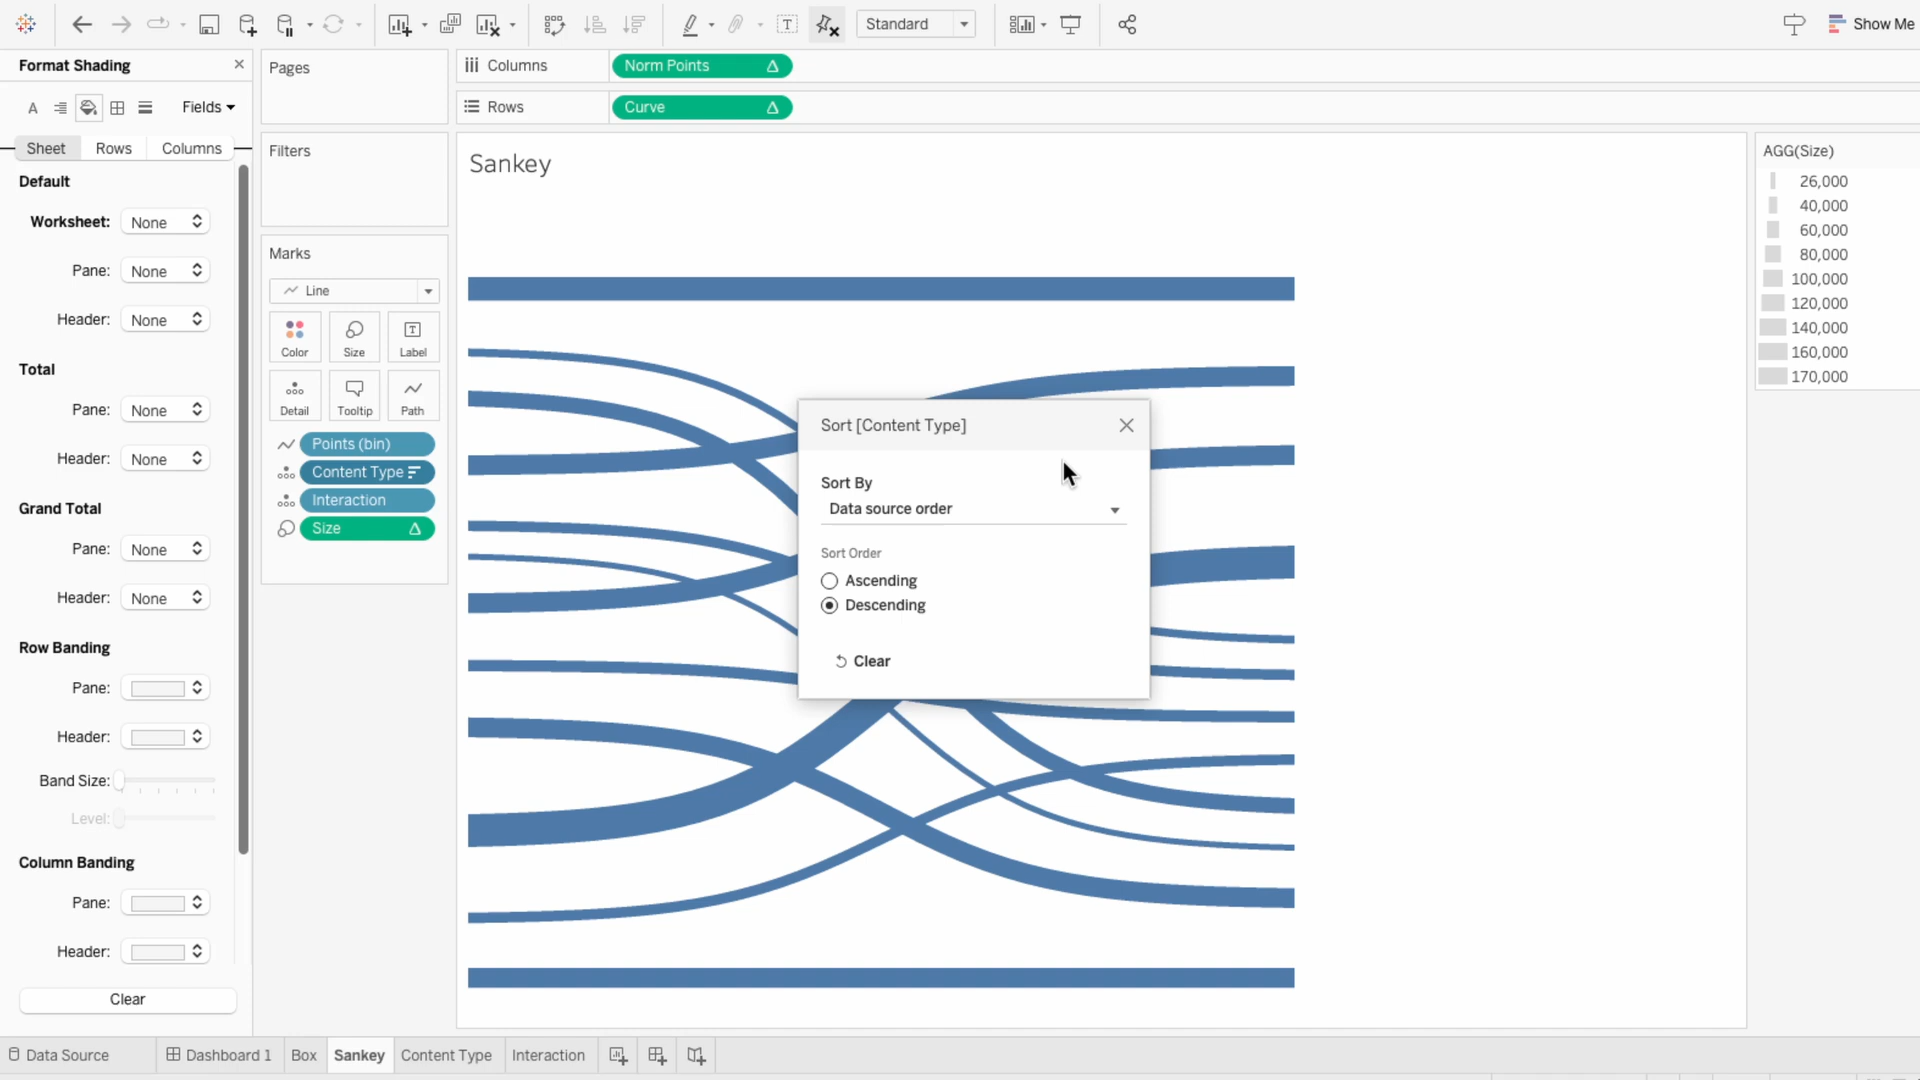 Standard
Show Me
Format Shading
Fields
Sheet
Rows
Columns
Default
Worksheet: None
Pane: None
Header: None
Total
Pane: None
Header: None
Grand Total
Pane: None
Header: None
Row Banding
Pane:
Header:
Band Size:
Level:
Column Banding
Pane:
Header:
Clear
Pages
Filters
Marks
Line
Color
Size
Label
T
Detail
Tooltip
Path
Points (bin)
Content Type
Interaction
Size
Columns
Norm Points
Rows
Curve
Sankey
Sort [Content Type]
Sort By
Data source order
Sort Order
Ascending
Descending
Clear
AGG(Size)
26,000
40,000
60,000
80,000
100,000
120,000
140,000
160,000
170,000
Data Source
Dashboard 1
Box
Sankey
Content Type
Interaction